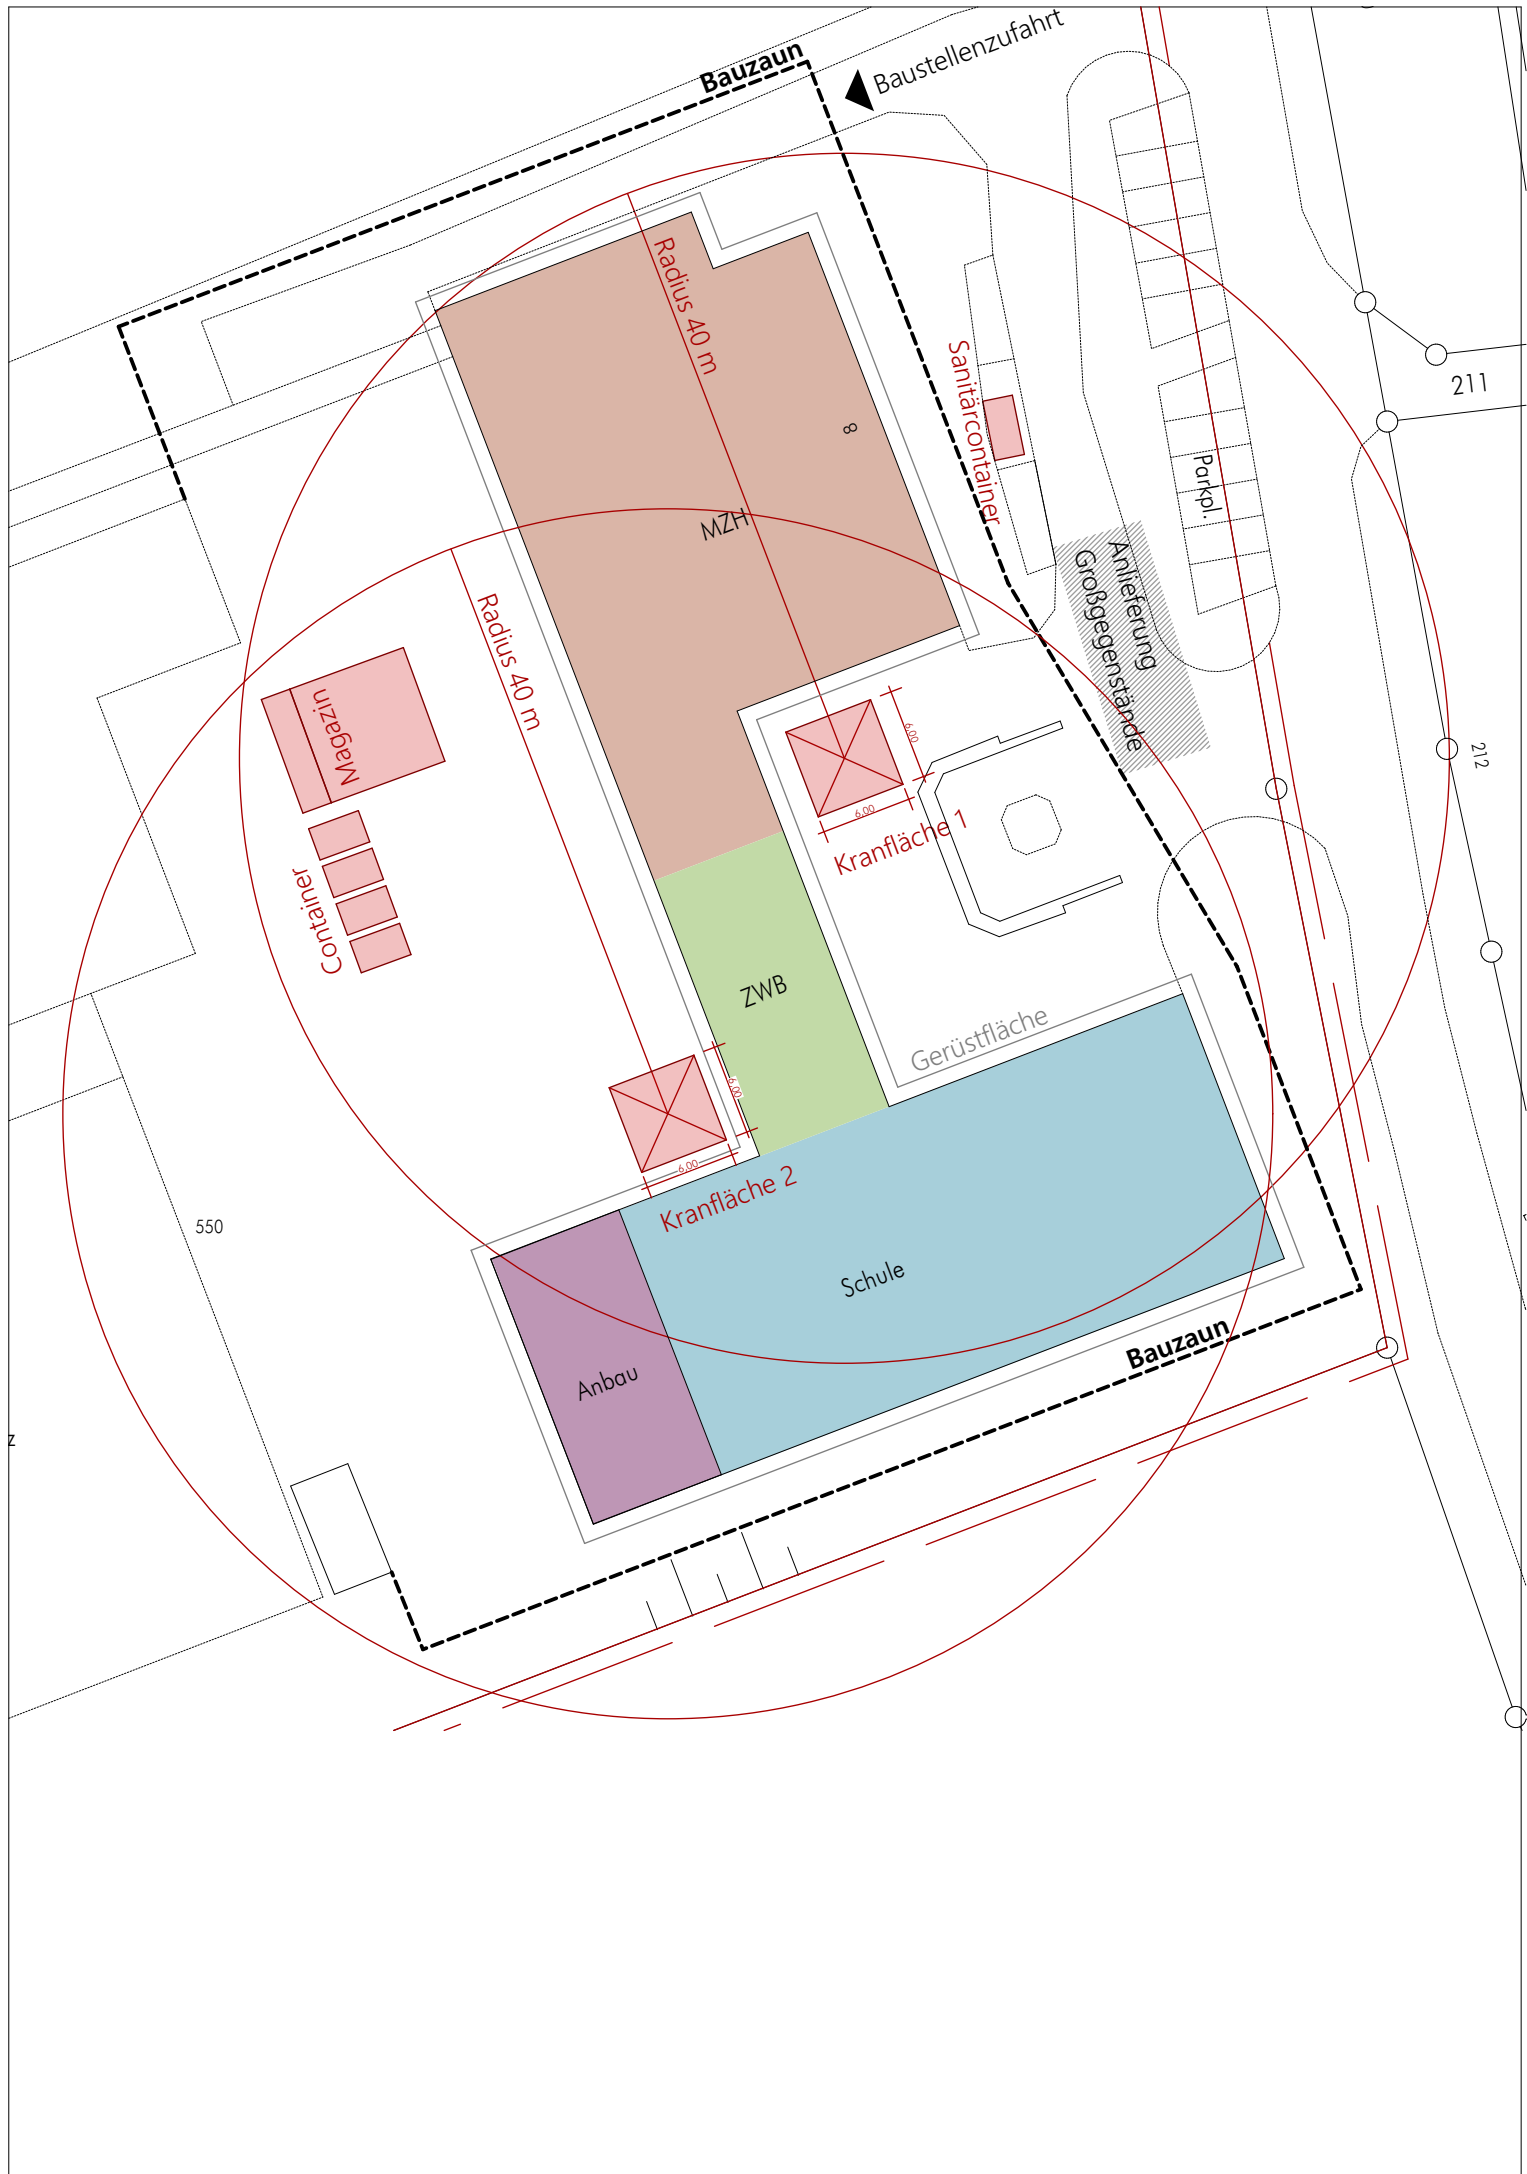 Bauzaun
Baustellenzufahrt
Radius 40 m
8
Sanitärcontainer
211
Parkpl.
MZH
Anlieferung
Großgegenstände
Radius 40 m
Magazin
6,00
6,00
Kranfläche 1
212
Container
ZWB
Gerüstfläche
6,00
6,00
Kranfläche 2
550
Schule
Bauzaun
Anbau
z